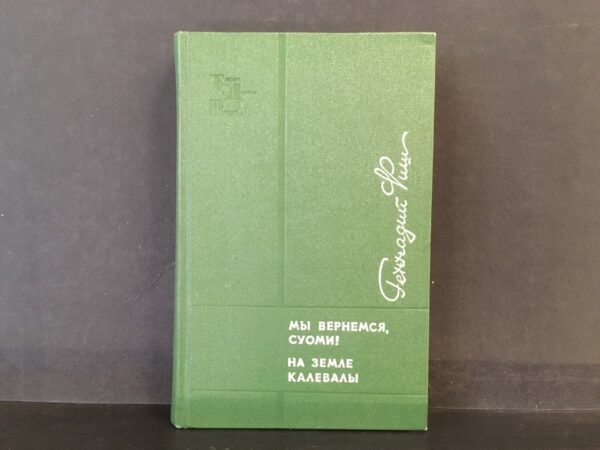 Геннадий Фиш
МЫ ВЕРНЕМСЯ,
СУОМИ!
НА ЗЕМЛЕ
КАЛЕВАЛЫ